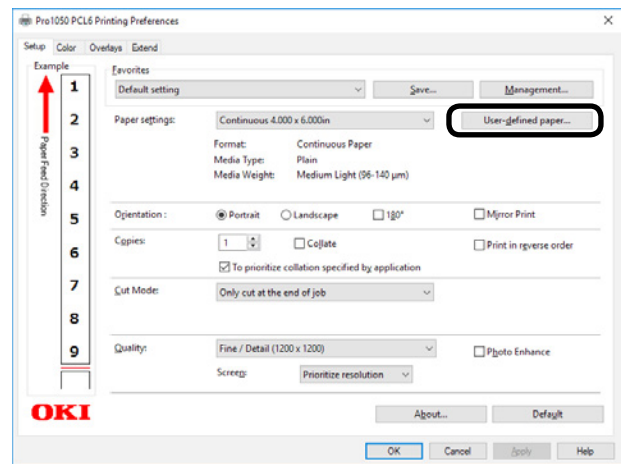 Pro1050 PCL6 Printing Preferences
Setup Color Overlays Extend
Example
Paper Feed Direction
1
2
3
4
5
6
7
8
9
Favorites
Default setting Save... Management...
Paper settings: Continuous 4.000 x 6.000in User-defined paper...
Format: Continuous Paper
Media Type: Plain
Media Weight: Medium Light (96-140 μm)
Orientation : Portrait Landscape 180° Mirror Print
Copies: 1 Collate Print in reverse order
To prioritize collation specified by application
Cut Mode: Only cut at the end of job
Quality: Fine / Detail (1200 x 1200) Photo Enhance
Screen: Prioritize resolution
OKI About... Default
OK Cancel Apply Help